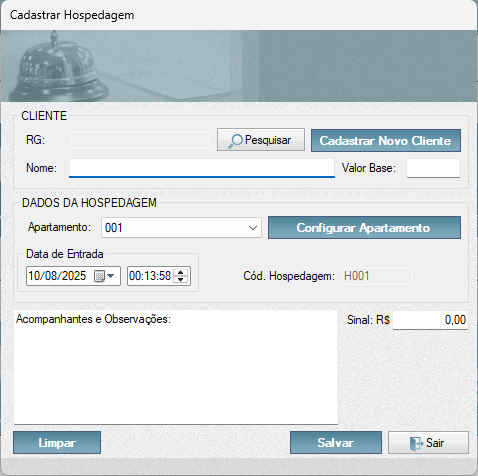 Cadastrar Hospedagem
CLIENTE
RG:
Pesquisar
Cadastrar Novo Cliente
Nome:
Valor Base:
DADOS DA HOSPEDAGEM
Apartamento:
001
Configurar Apartamento
Data de Entrada
10/08/2025
00:13:58
Cód. Hospedagem:
H001
Acompanhantes e Observações:
Sinal: R$
0,00
Limpar
Salvar
Sair